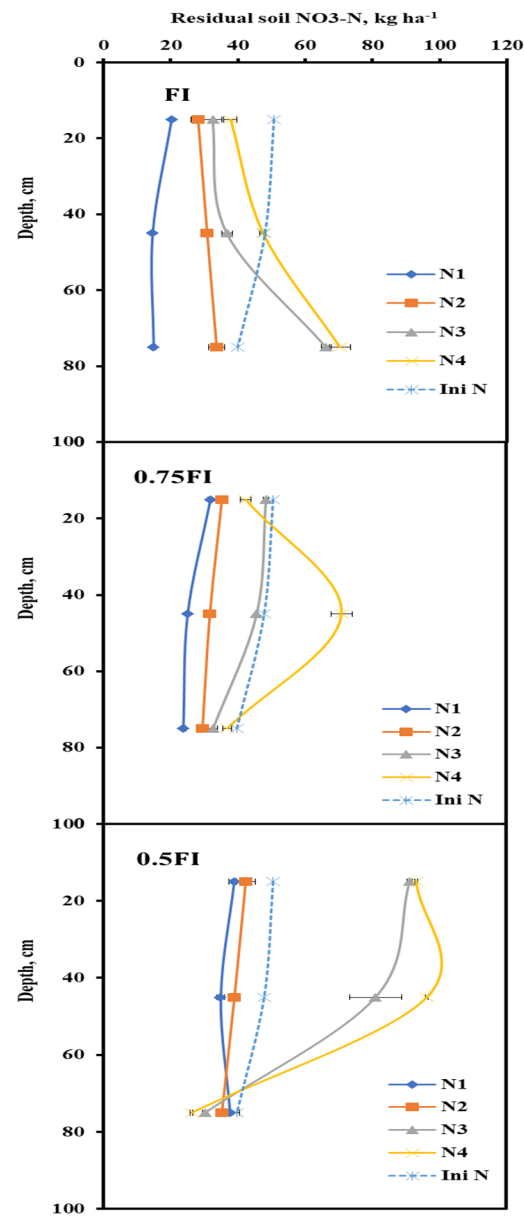 Residual soil NO3-N, kg ha⁻¹
0 20 40 60 80 100 120
0
FI
20
40
Depth, cm
60
80
100
N1
N2
N3
N4
Ini N
0.75FI
20
40
Depth, cm
60
80
100
N1
N2
N3
N4
Ini N
0.5FI
20
40
Depth, cm
60
80
100
N1
N2
N3
N4
Ini N